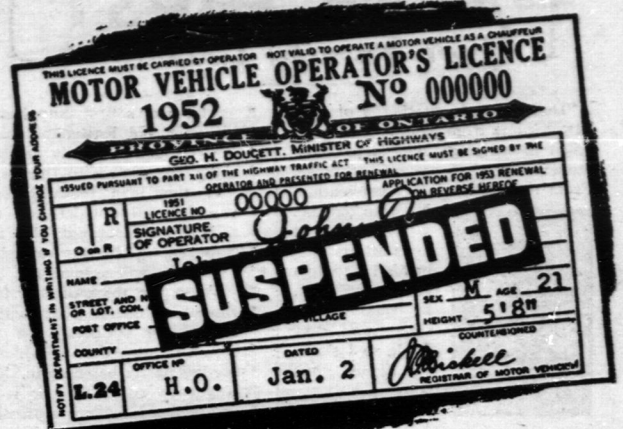 THIS LICENCE MUST BE CARRIED BY OPERATOR NOT VALID TO OPERATE A MOTOR VEHICLE AS A CHAUFFEUR
MOTOR VEHICLE OPERATOR'S LICENCE
1952 Nº 000000
PROVINCE OF ONTARIO
GEO. H. DOUCETT, MINISTER OF HIGHWAYS
ISSUED PURSUANT TO PART XII OF THE HIGHWAY TRAFFIC ACT THIS LICENCE MUST BE SIGNED BY THE
OPERATOR AND PRESENTED FOR RENEWAL
R
O OR R
1951
LICENCE NO 00000
APPLICATION FOR 1953 RENEWAL
ON REVERSE HEREOF
SIGNATURE
OF OPERATOR
John
SUSPENDED
NAME
STREET AND
OR LOT, CON.
POST OFFICE
VILLAGE
COUNTY
SEX M AGE 21
HEIGHT 5'8"
L.24
OFFICE Nº
H.O.
DATED
Jan. 2
COUNTERSIGNED
REGISTRAR OF MOTOR VEHICLES
NOTIFY DEPARTMENT IN WRITING IF YOU CHANGE YOUR ADDRESS